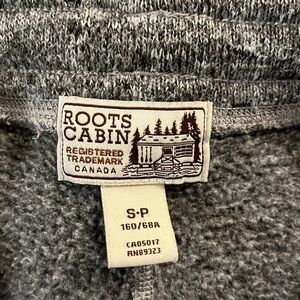 ROOTS
CABIN
REGISTERED
TRADEMARK
CANADA
S·P
160/68A
CA05017
RN89323